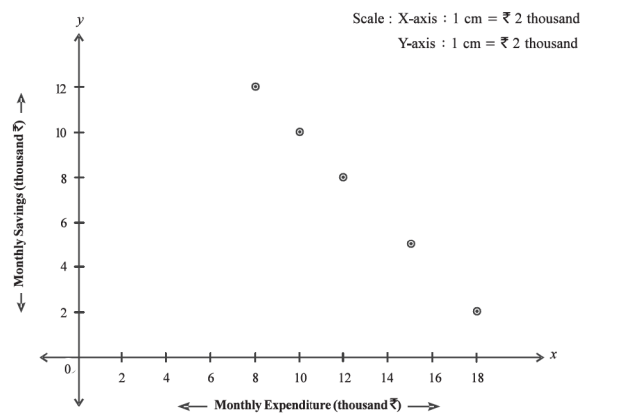 Scale : X-axis : 1 cm = ₹ 2 thousand
Y-axis : 1 cm = ₹ 2 thousand
y
12
10
8
6
4
2
0
Monthly Savings (thousand ₹)
2 4 6 8 10 12 14 16 18
x
Monthly Expenditure (thousand ₹)